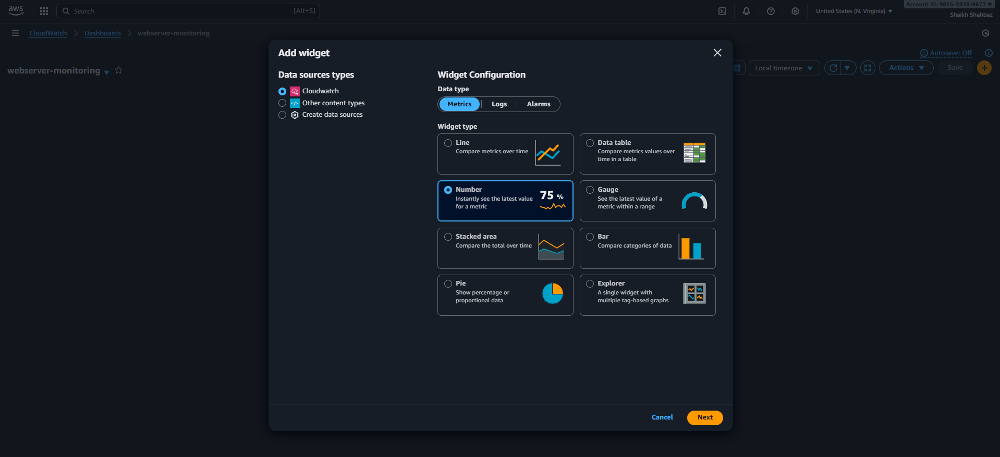 aws
Search
[Alt+S]
United States (N. Virginia)
Account ID: 9855-3976-9677
Shaikh Shahbaz
CloudWatch
Dashboards
webserver-monitoring
Autosave: Off
webserver-monitoring
Local timezone
Actions
Save
Add widget
Data sources types
Cloudwatch
Other content types
Create data sources
Widget Configuration
Data type
Metrics
Logs
Alarms
Widget type
Line
Compare metrics over time
Data table
Compare metrics values over
time in a table
Number
Instantly see the latest value
for a metric
75 %
Gauge
See the latest value of a
metric within a range
Stacked area
Compare the total over time
Bar
Compare categories of data
Pie
Show percentage or
proportional data
Explorer
A single widget with
multiple tag-based graphs
Cancel
Next